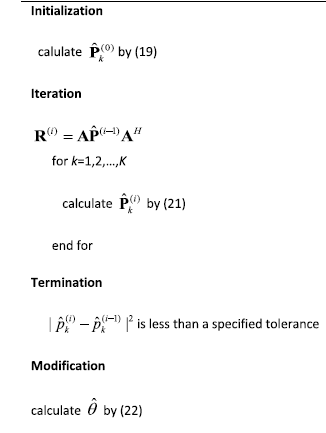 Initialization
calulate P̂_k^(0) by (19)
Iteration
R^(i) = AP̂^(i−1) A^H
for k=1,2,...,K
calculate P̂_k^(i) by (21)
end for
Termination
| p̂_k^(i) − p̂_k^(i−1) |^2 is less than a specified tolerance
Modification
calculate θ̂ by (22)